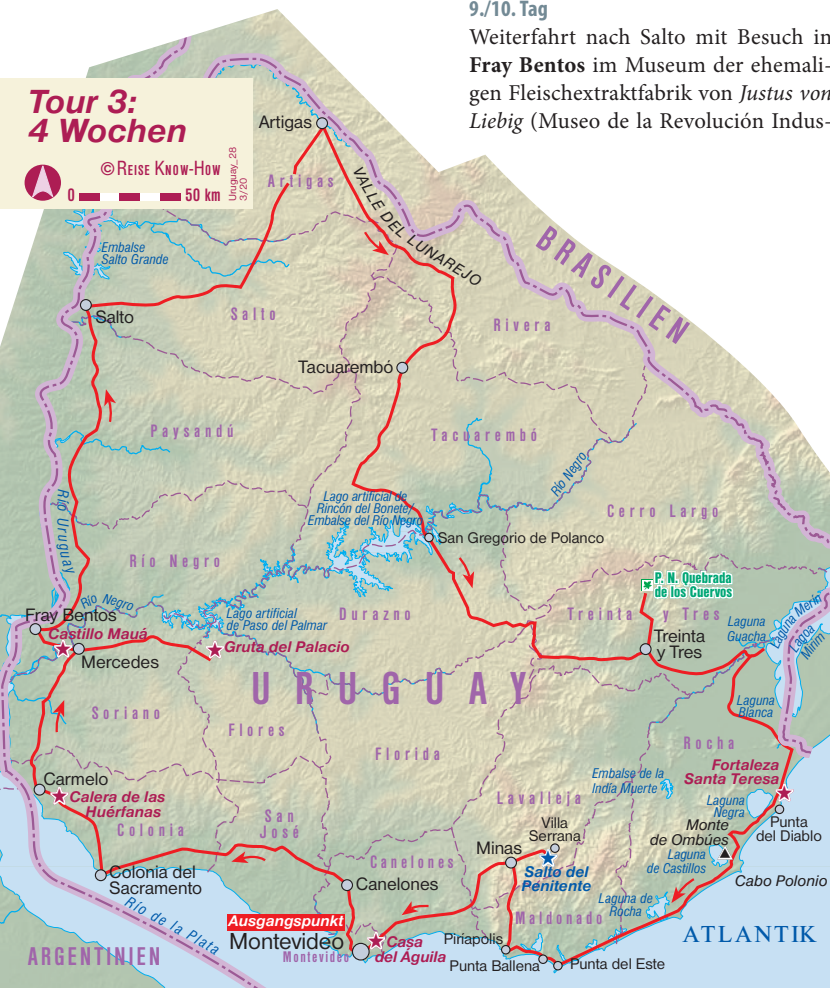 9./10. Tag
Weiterfahrt nach Salto mit Besuch in
Fray Bentos im Museum der ehemali-
gen Fleischextraktfabrik von Justus von
Liebig (Museo de la Revolución Indus-
Tour 3:
4 Wochen
© REISE KNOW-HOW
0
50 km
Uruguay_28
3/20
Artigas
Artigas
VALLE DEL LUNAREJO
BRASILIEN
Embalse
Salto Grande
Salto
Salto
Rivera
Tacuarembó
Paysandú
Tacuarembó
Río Uruguay
Lago artificial de
Rincón del Bonete,
Embalse del Río Negro
Río Negro
Cerro Largo
San Gregorio de Polanco
Río Negro
P. N. Quebrada
de los Cuervos
Río Negro
Lago artificial
de Paso del Palmar
Durazno
Treinta y Tres
Laguna
Guacha
Laguna Merín
Lagoa
Mirim
Fray Bentos
Castillo Mauá
Mercedes
Gruta del Palacio
Treinta
y Tres
URUGUAY
Laguna
Blanca
Soriano
Flores
Florida
Rocha
Fortaleza
Santa Teresa
Embalse de la
India Muerte
Carmelo
Calera de las
Huérfanas
Colonia
San
José
Lavalleja
Laguna
Negra
Punta
del Diablo
Villa
Serrana
Minas
Monte
de Ombúes
Laguna
de Castillos
Canelones
Salto del
Penitente
Colonia del
Sacramento
Canelones
Cabo Polonio
Laguna de
Rocha
Río de la Plata
Ausgangspunkt
Montevideo
Montevideo
Casa
del Águila
Maldonado
Piriapolis
Punta Ballena
Punta del Este
ATLANTIK
ARGENTINIEN